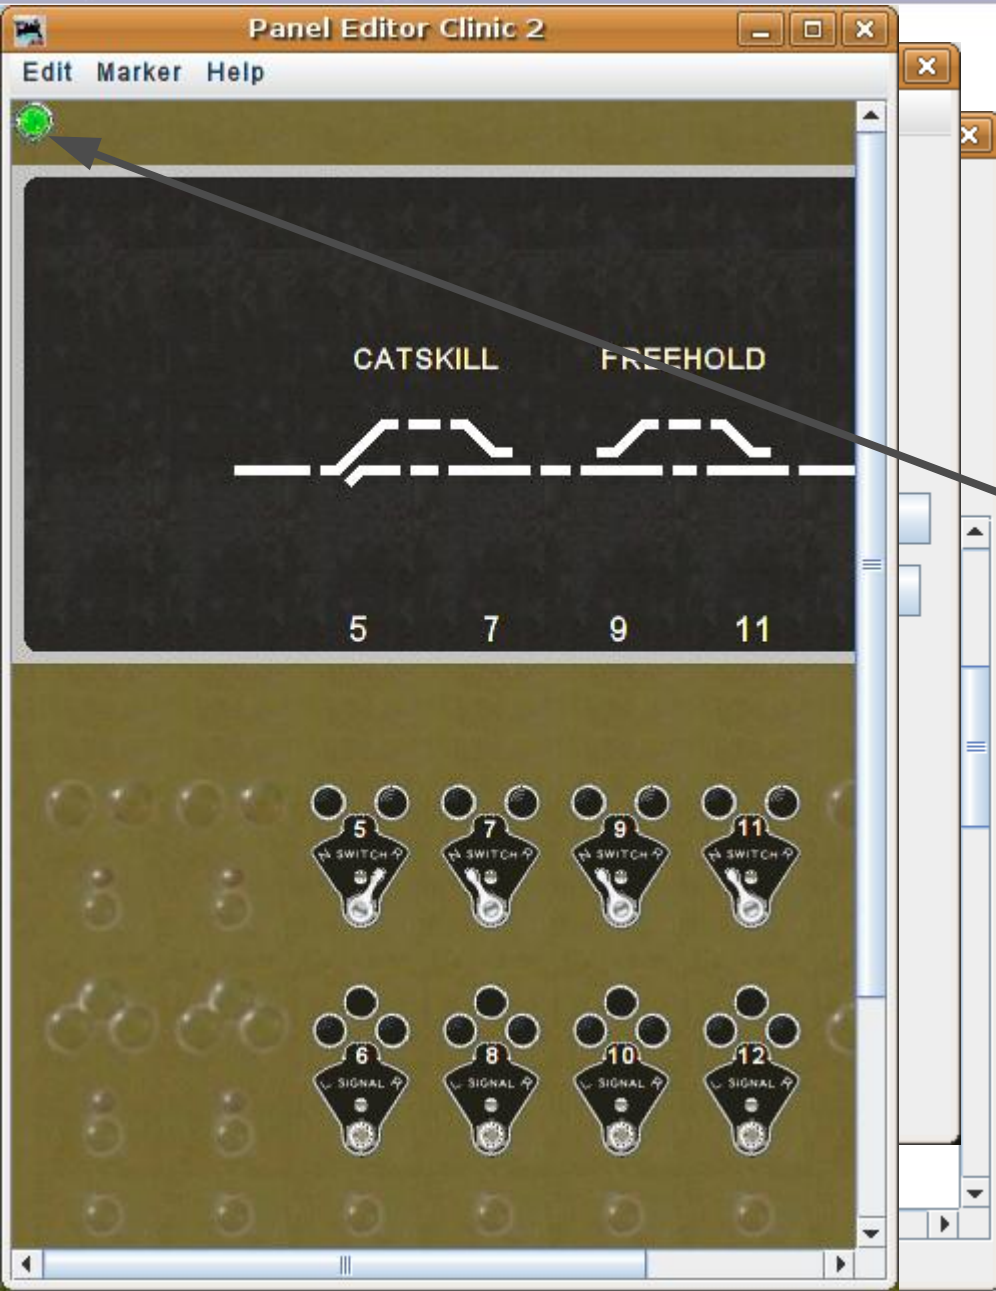 Panel Editor Clinic 2
Edit Marker Help
CATSKILL FREEHOLD
5 7 9 11
5 7 9 11
N SWITCH R N SWITCH R N SWITCH R N SWITCH R
6 8 10 12
L SIGNAL R L SIGNAL R L SIGNAL R L SIGNAL R